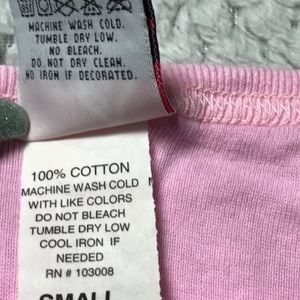 MACHINE WASH COLD.
TUMBLE DRY LOW.
NO BLEACH.
DO NOT DRY CLEAN.
NO IRON IF DECORATED.
100% COTTON
MACHINE WASH COLD
WITH LIKE COLORS
DO NOT BLEACH
TUMBLE DRY LOW
COOL IRON IF
NEEDED
RN # 103008
SMALL